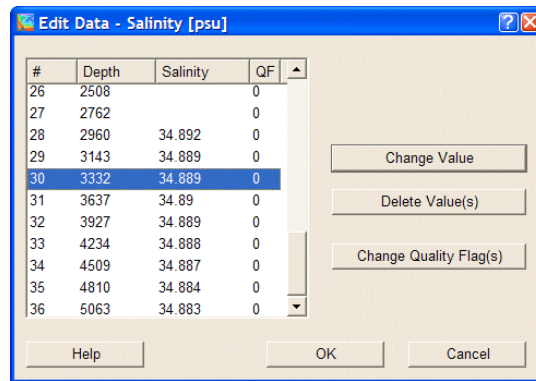 Edit Data - Salinity [psu]
# Depth Salinity QF
26 2508 0
27 2762 0
28 2960 34.892 0
29 3143 34.889 0
30 3332 34.889 0
31 3637 34.89 0
32 3927 34.889 0
33 4234 34.888 0
34 4509 34.887 0
35 4810 34.884 0
36 5063 34.883 0
Change Value
Delete Value(s)
Change Quality Flag(s)
Help OK Cancel